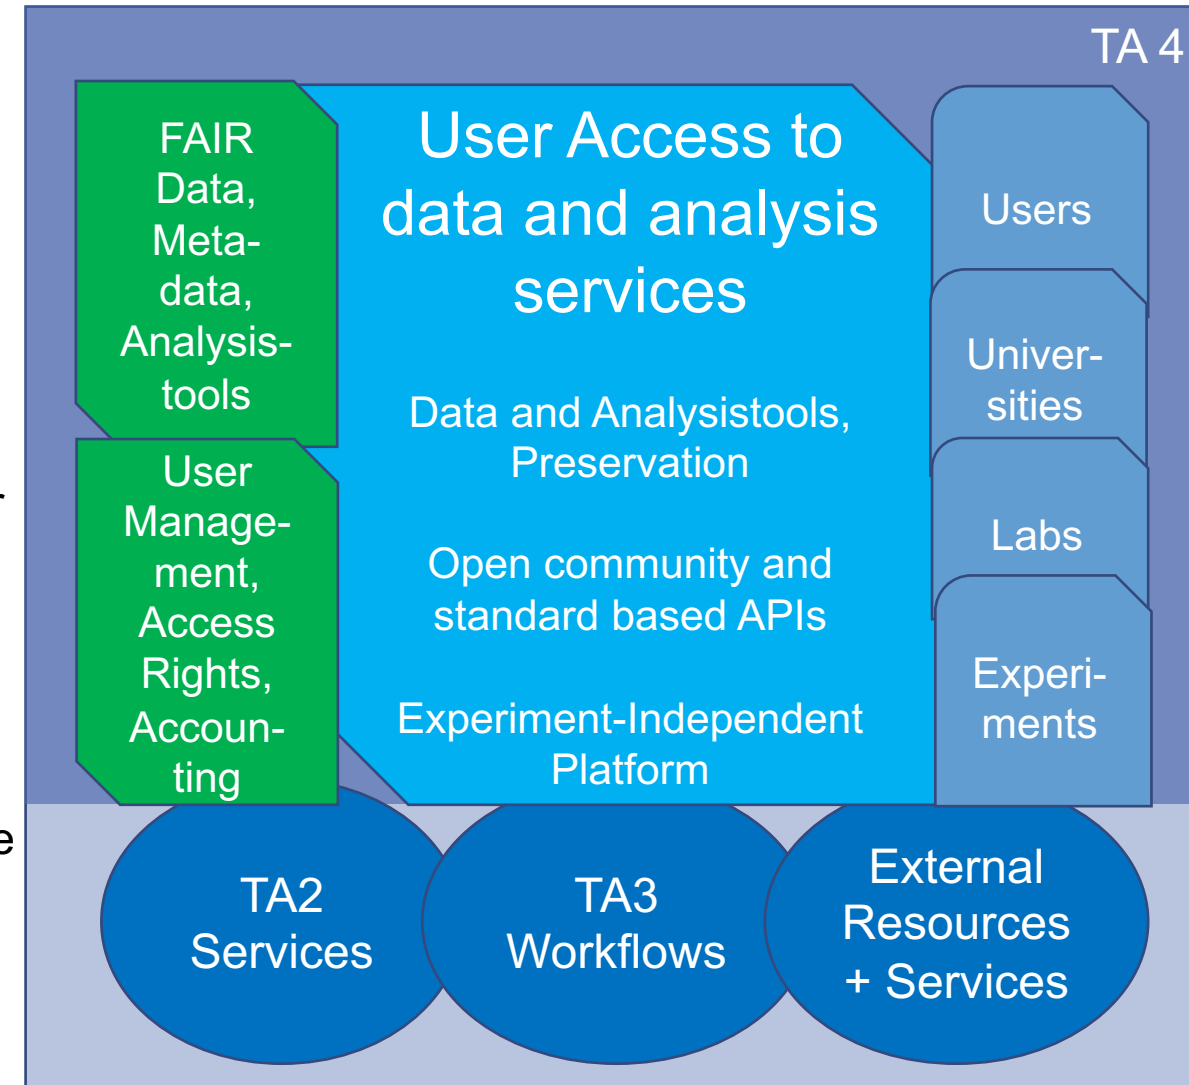 TA 4
FAIR
Data,
Meta-
data,
Analysis-
tools
User
Manage-
ment,
Access
Rights,
Accoun-
ting
User Access to
data and analysis
services
Data and Analysistools,
Preservation
Open community and
standard based APIs
Experiment-Independent
Platform
Users
Univer-
sities
Labs
Experi-
ments
e
TA2
Services
TA3
Workflows
External
Resources
+ Services